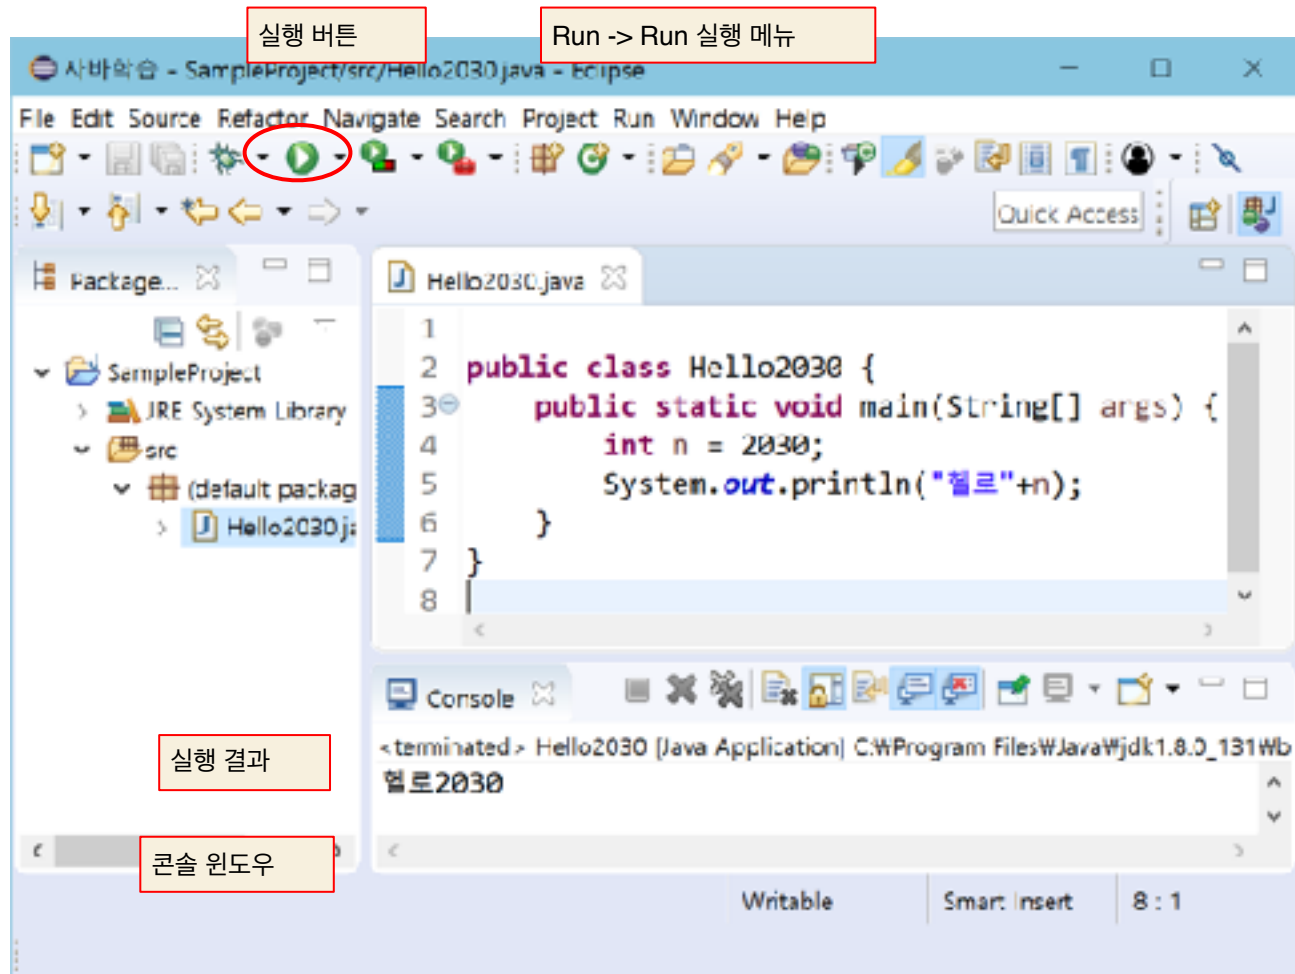 실행 버튼
Run -> Run 실행 메뉴
SampleProject/src/Hello2030.java - Eclipse
File Edit Source Refactor Navigate Search Project Run Window Help
Quick Access
Package...
Hello2030.java
SampleProject
JRE System Library
src
(default packag
Hello2030.ja
1
2 public class Hello2030 {
3 public static void main(String[] args) {
4 int n = 2030;
5 System.out.println("헬로"+n);
6 }
7 }
8
Console
<terminated> Hello2030 [Java Application] C:\Program Files\Java\jdk1.8.0_131\b
헬로2030
실행 결과
콘솔 윈도우
Writable Smart Insert 8 : 1